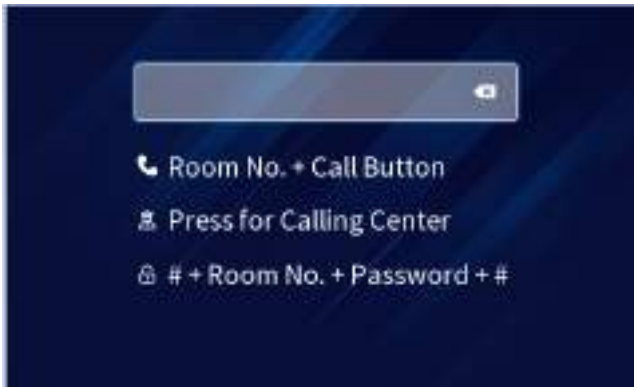 Room No. + Call Button
Press for Calling Center
# + Room No. + Password + #